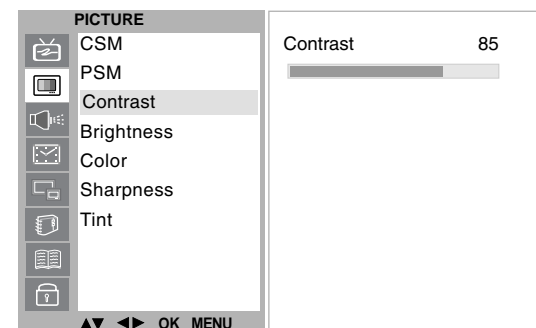 PICTURE
CSM
PSM
Contrast
Brightness
Color
Sharpness
Tint
▲▼ ◀▶ OK MENU
Contrast 85